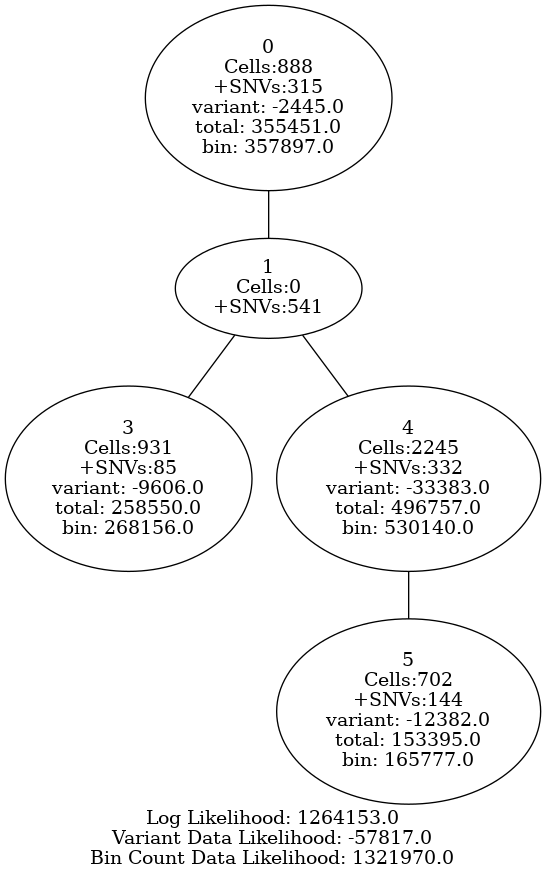 0
Cells:888
+SNVs:315
variant: -2445.0
total: 355451.0
bin: 357897.0
1
Cells:0
+SNVs:541
3
Cells:931
+SNVs:85
variant: -9606.0
total: 258550.0
bin: 268156.0
4
Cells:2245
+SNVs:332
variant: -33383.0
total: 496757.0
bin: 530140.0
5
Cells:702
+SNVs:144
variant: -12382.0
total: 153395.0
bin: 165777.0
Log Likelihood: 1264153.0
Variant Data Likelihood: -57817.0
Bin Count Data Likelihood: 1321970.0